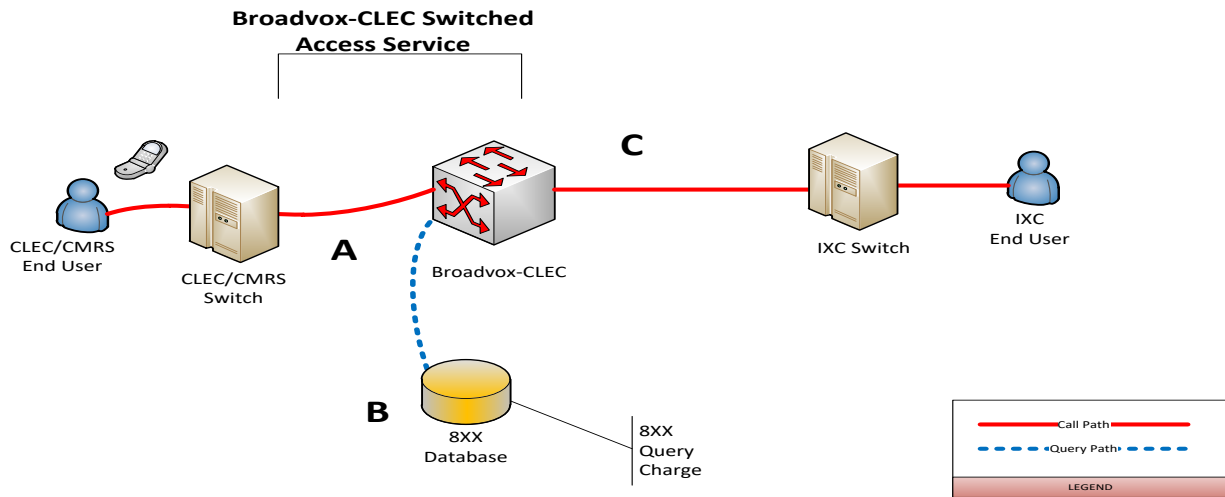 Broadvox-CLEC Switched
Access Service
C
CLEC/CMRS
End User
CLEC/CMRS
Switch
A
Broadvox-CLEC
IXC Switch
IXC
End User
B
8XX
Database
8XX
Query
Charge
Call Path
Query Path
LEGEND